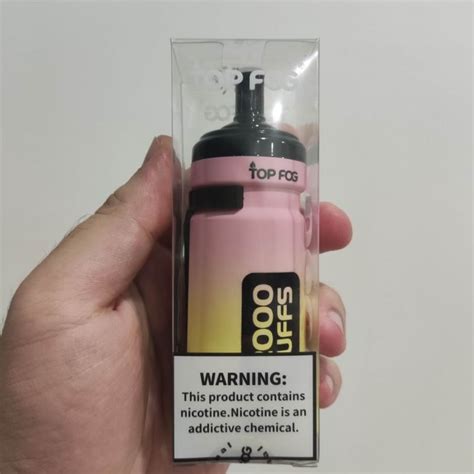 TOP FOG
TOP FOG
000
UFFS
WARNING:
This product contains
nicotine.Nicotine is an
addictive chemical.